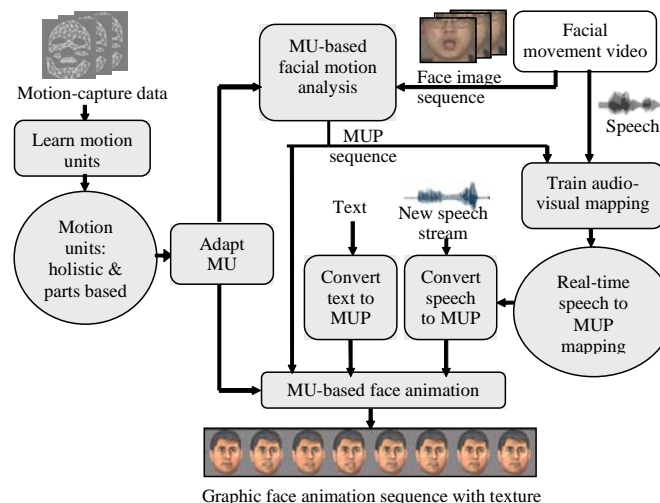 Motion-capture data
Learn motion
units
Motion
units:
holistic &
parts based
Adapt
MU
MU-based
facial motion
analysis
Face image
sequence
Facial
movement video
Speech
MUP
sequence
Train audio-
visual mapping
Text
New speech
stream
Convert
text to
MUP
Convert
speech
to MUP
Real-time
speech to
MUP
mapping
MU-based face animation
Graphic face animation sequence with texture